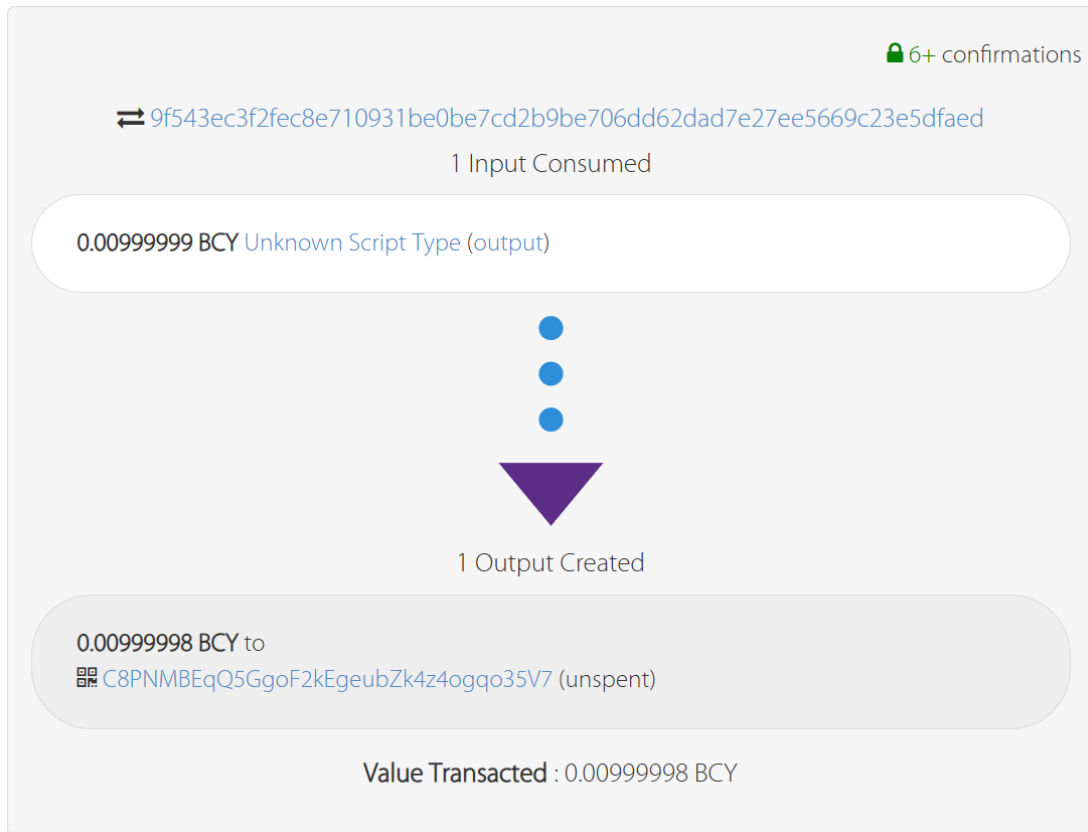 6+ confirmations
9f543ec3f2fec8e710931be0be7cd2b9be706dd62dad7e27ee5669c23e5dfaed
1 Input Consumed
0.00999999 BCY Unknown Script Type (output)
1 Output Created
0.00999998 BCY to
C8PNMBEqQ5GgoF2kEgeubZk4z4ogqo35V7 (unspent)
Value Transacted : 0.00999998 BCY